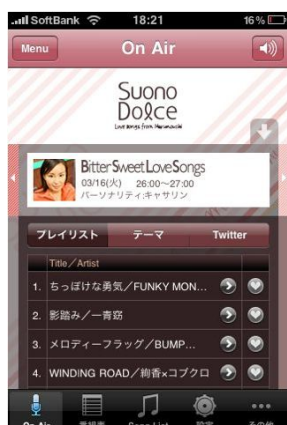 SoftBank 18:21 16%
Menu On Air
Suono
Dolce
Love Songs from Marunouchi
BitterSweetLoveSongs
03/16(火) 26:00~27:00
パーソナリティ:キャサリン
プレイリスト テーマ Twitter
Title/Artist
1. ちっぽけな勇気/FUNKY MON...
2. 影踏み/一青窈
3. メロディーフラッグ/BUMP...
4. WINDING ROAD/絢香×コブクロ
On Air 番組表 Song List 設定 その他